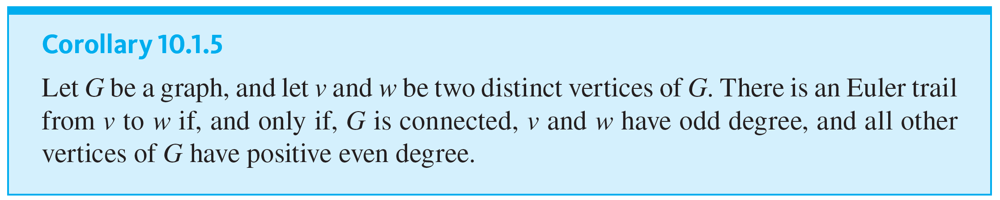 Corollary 10.1.5
Let G be a graph, and let v and w be two distinct vertices of G. There is an Euler trail
from v to w if, and only if, G is connected, v and w have odd degree, and all other
vertices of G have positive even degree.